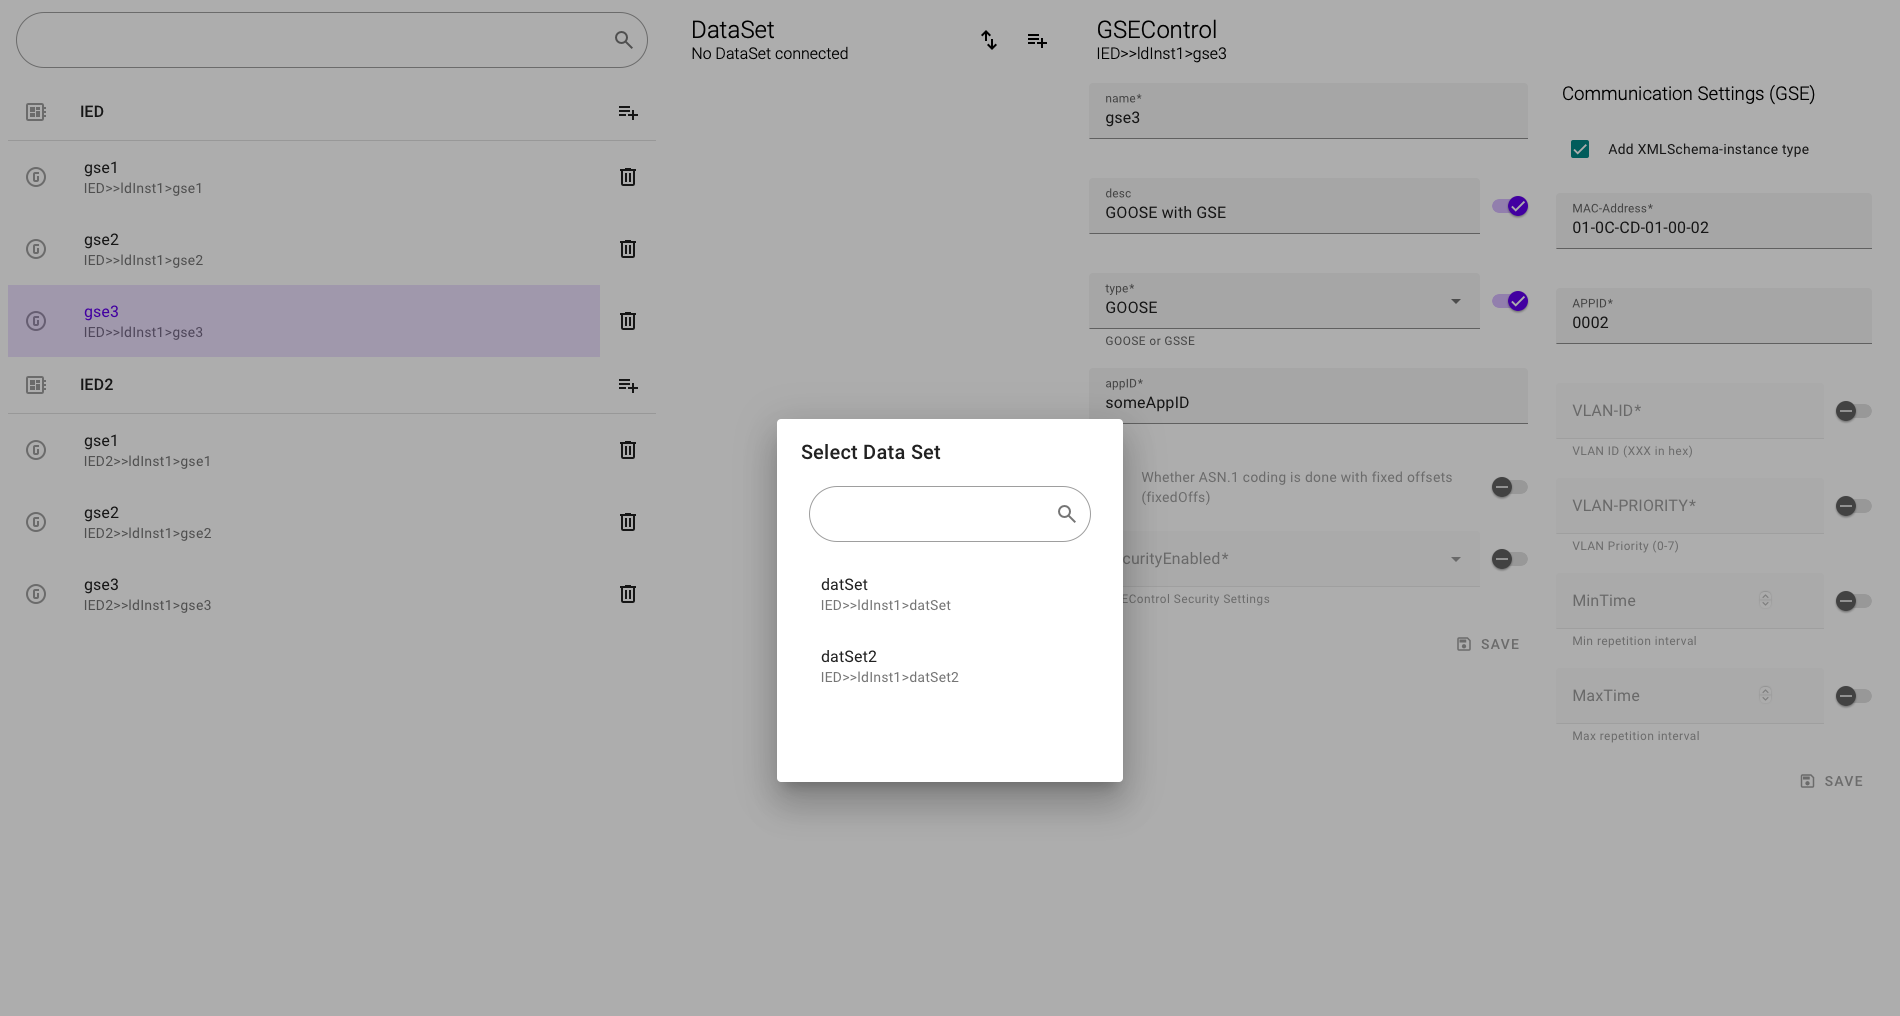 IED
gse1
IED>>ldInst1>gse1
gse2
IED>>ldInst1>gse2
gse3
IED>>ldInst1>gse3
IED2
gse1
IED2>>ldInst1>gse1
gse2
IED2>>ldInst1>gse2
gse3
IED2>>ldInst1>gse3
DataSet
No DataSet connected
GSEControl
IED>>ldInst1>gse3
name*
gse3
desc
GOOSE with GSE
type*
GOOSE
GOOSE or GSSE
appID*
someAppID
Whether ASN.1 coding is done with fixed offsets
(fixedOffs)
curityEnabled*
EControl Security Settings
SAVE
Communication Settings (GSE)
Add XMLSchema-instance type
MAC-Address*
01-0C-CD-01-00-02
APPID*
0002
VLAN-ID*
VLAN ID (XXX in hex)
VLAN-PRIORITY*
VLAN Priority (0-7)
MinTime
Min repetition interval
MaxTime
Max repetition interval
SAVE
Select Data Set
datSet
IED>>ldInst1>datSet
datSet2
IED>>ldInst1>datSet2